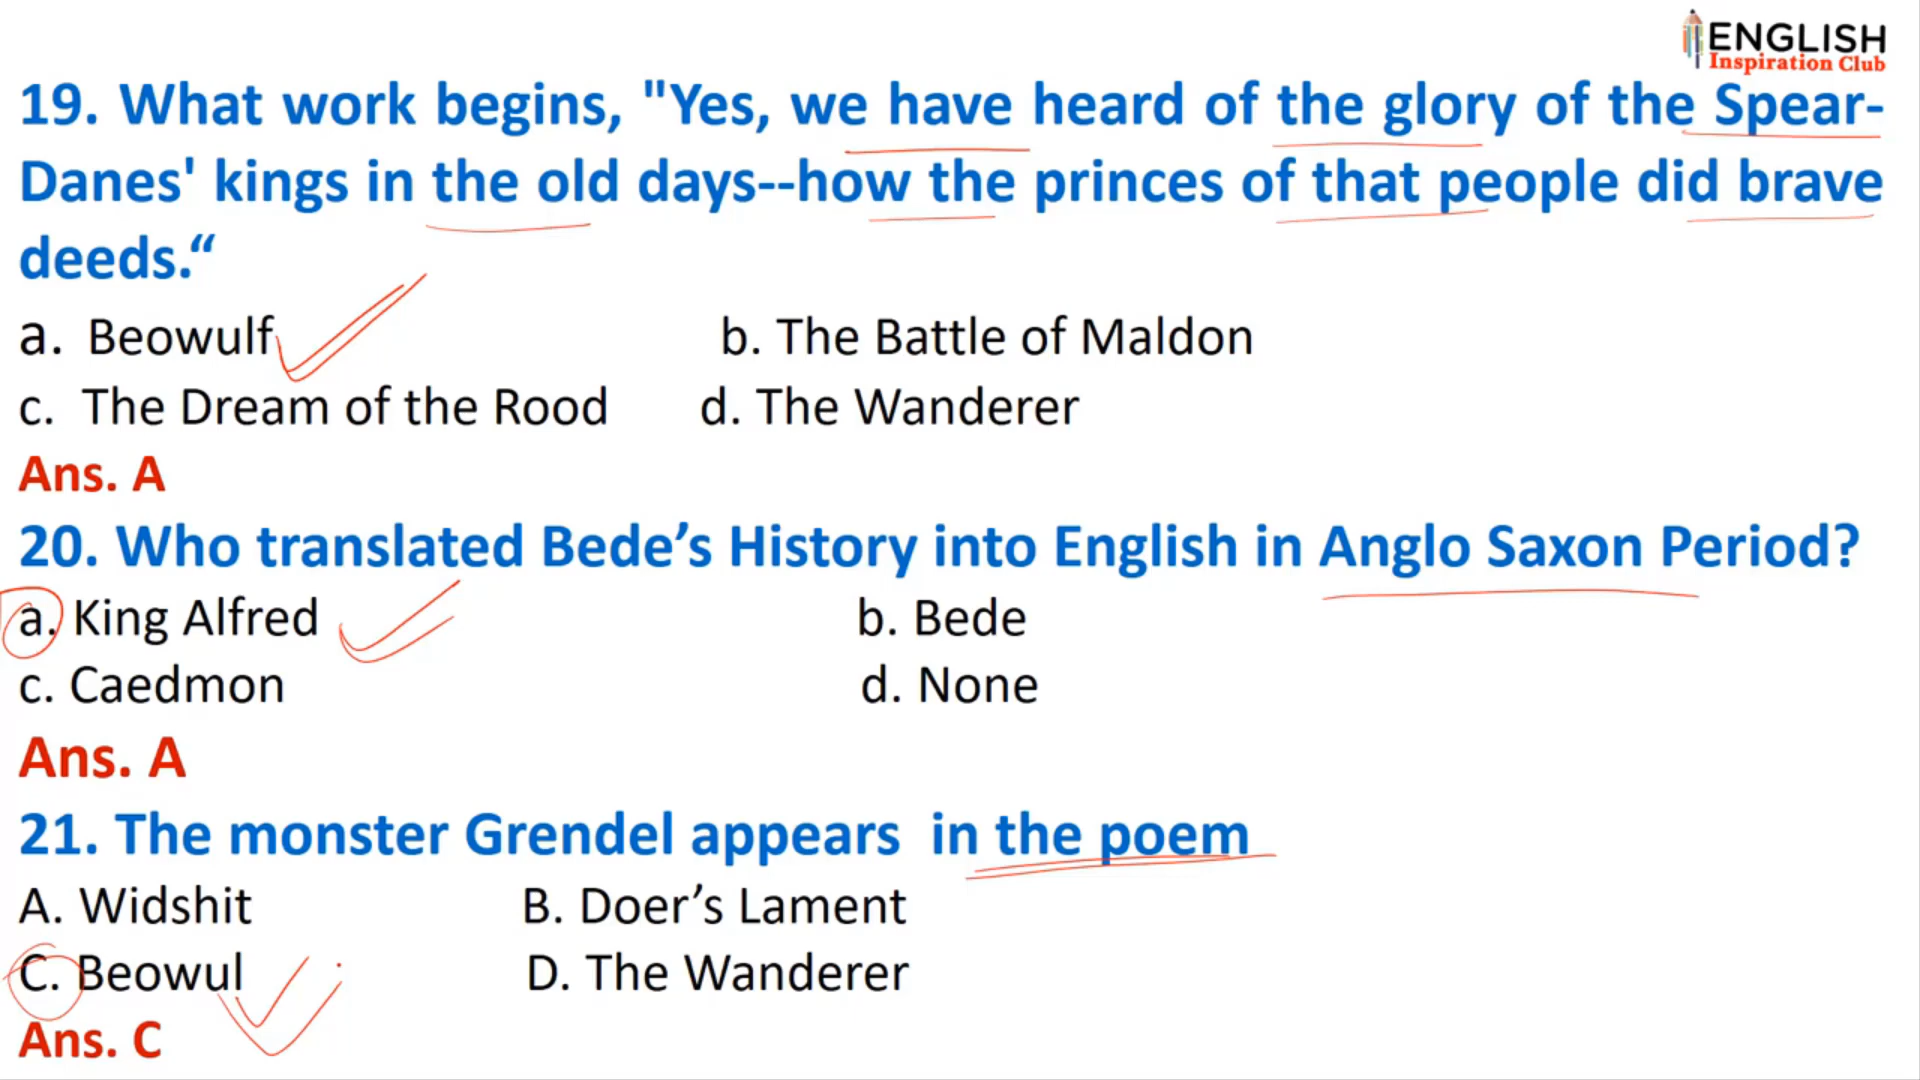 ENGLISH
Inspiration Club
19. What work begins, "Yes, we have heard of the glory of the Spear-
Danes' kings in the old days--how the princes of that people did brave
deeds.“
a. Beowulf b. The Battle of Maldon
c. The Dream of the Rood d. The Wanderer
Ans. A
20. Who translated Bede’s History into English in Anglo Saxon Period?
a. King Alfred b. Bede
c. Caedmon d. None
Ans. A
21. The monster Grendel appears in the poem
A. Widshit B. Doer’s Lament
C. Beowul D. The Wanderer
Ans. C